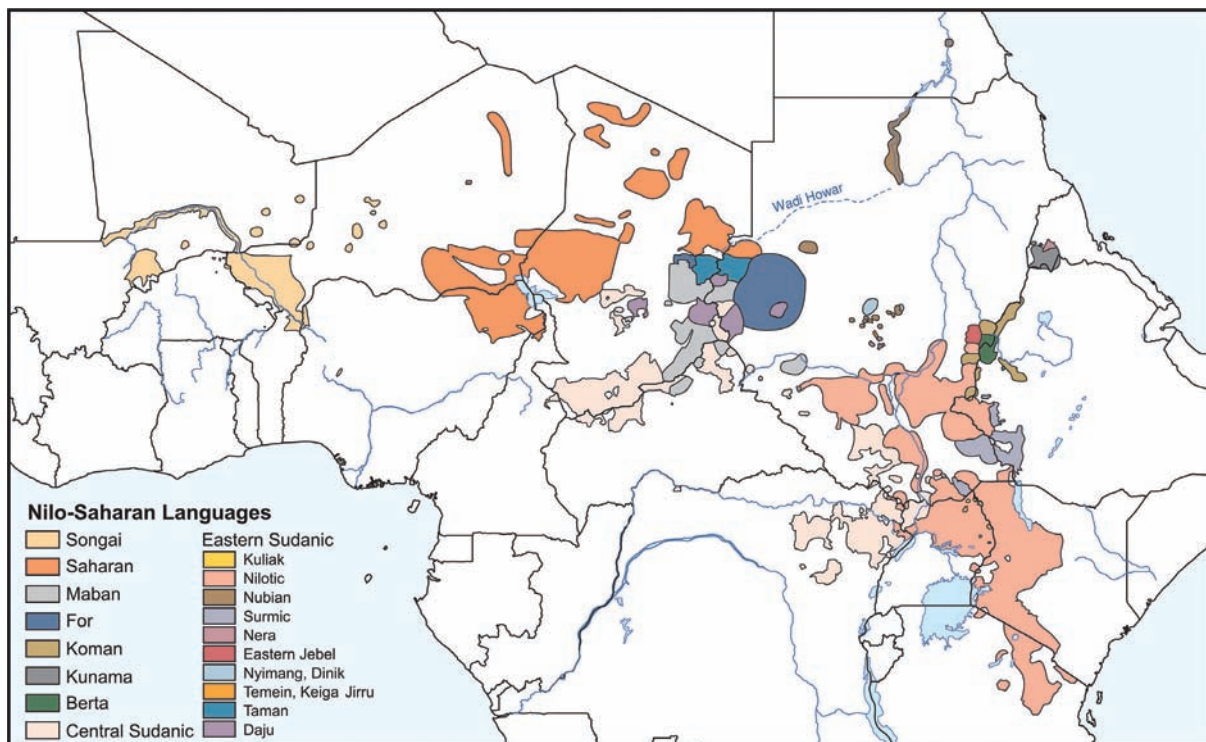 Wadi Howar
Nilo-Saharan Languages
Songai
Saharan
Maban
For
Koman
Kunama
Berta
Central Sudanic
Eastern Sudanic
Kuliak
Nilotic
Nubian
Surmic
Nera
Eastern Jebel
Nyimang, Dinik
Temein, Keiga Jirru
Taman
Daju